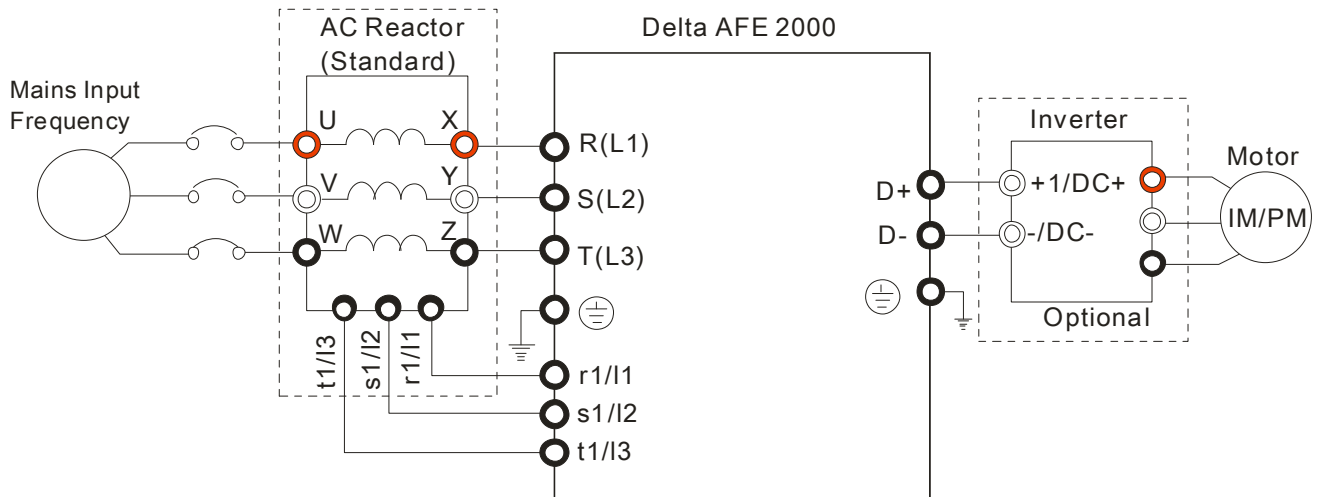 AC Reactor
(Standard)
Delta AFE 2000
Mains Input
Frequency
U
X
R(L1)
V
Y
S(L2)
W
Z
T(L3)
t1/l3
s1/l2
r1/l1
r1/l1
s1/l2
t1/l3
D+
D-
Inverter
+1/DC+
-/DC-
Optional
Motor
IM/PM